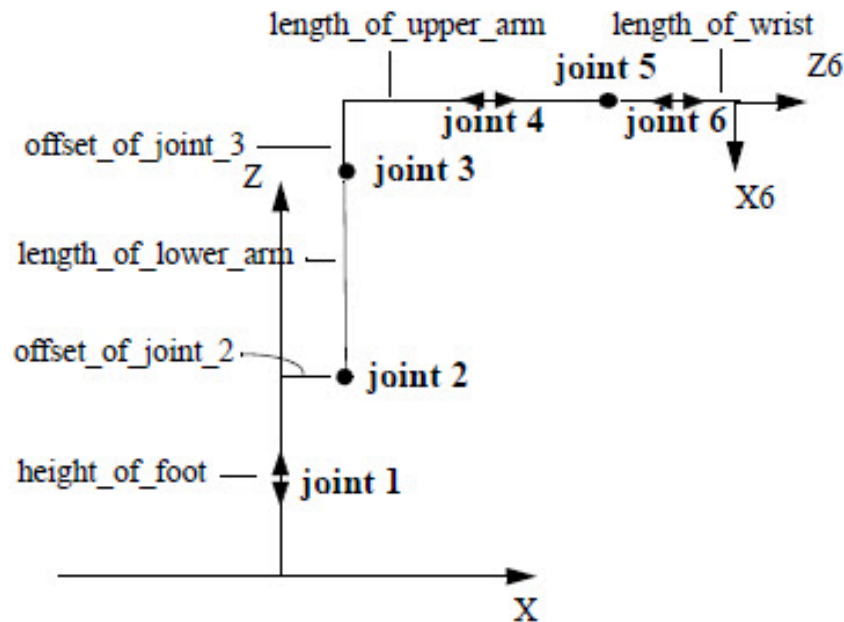 length_of_upper_arm
length_of_wrist
joint 5
Z6
joint 4
joint 6
offset_of_joint_3
Z
joint 3
X6
length_of_lower_arm
offset_of_joint_2
joint 2
height_of_foot
joint 1
X